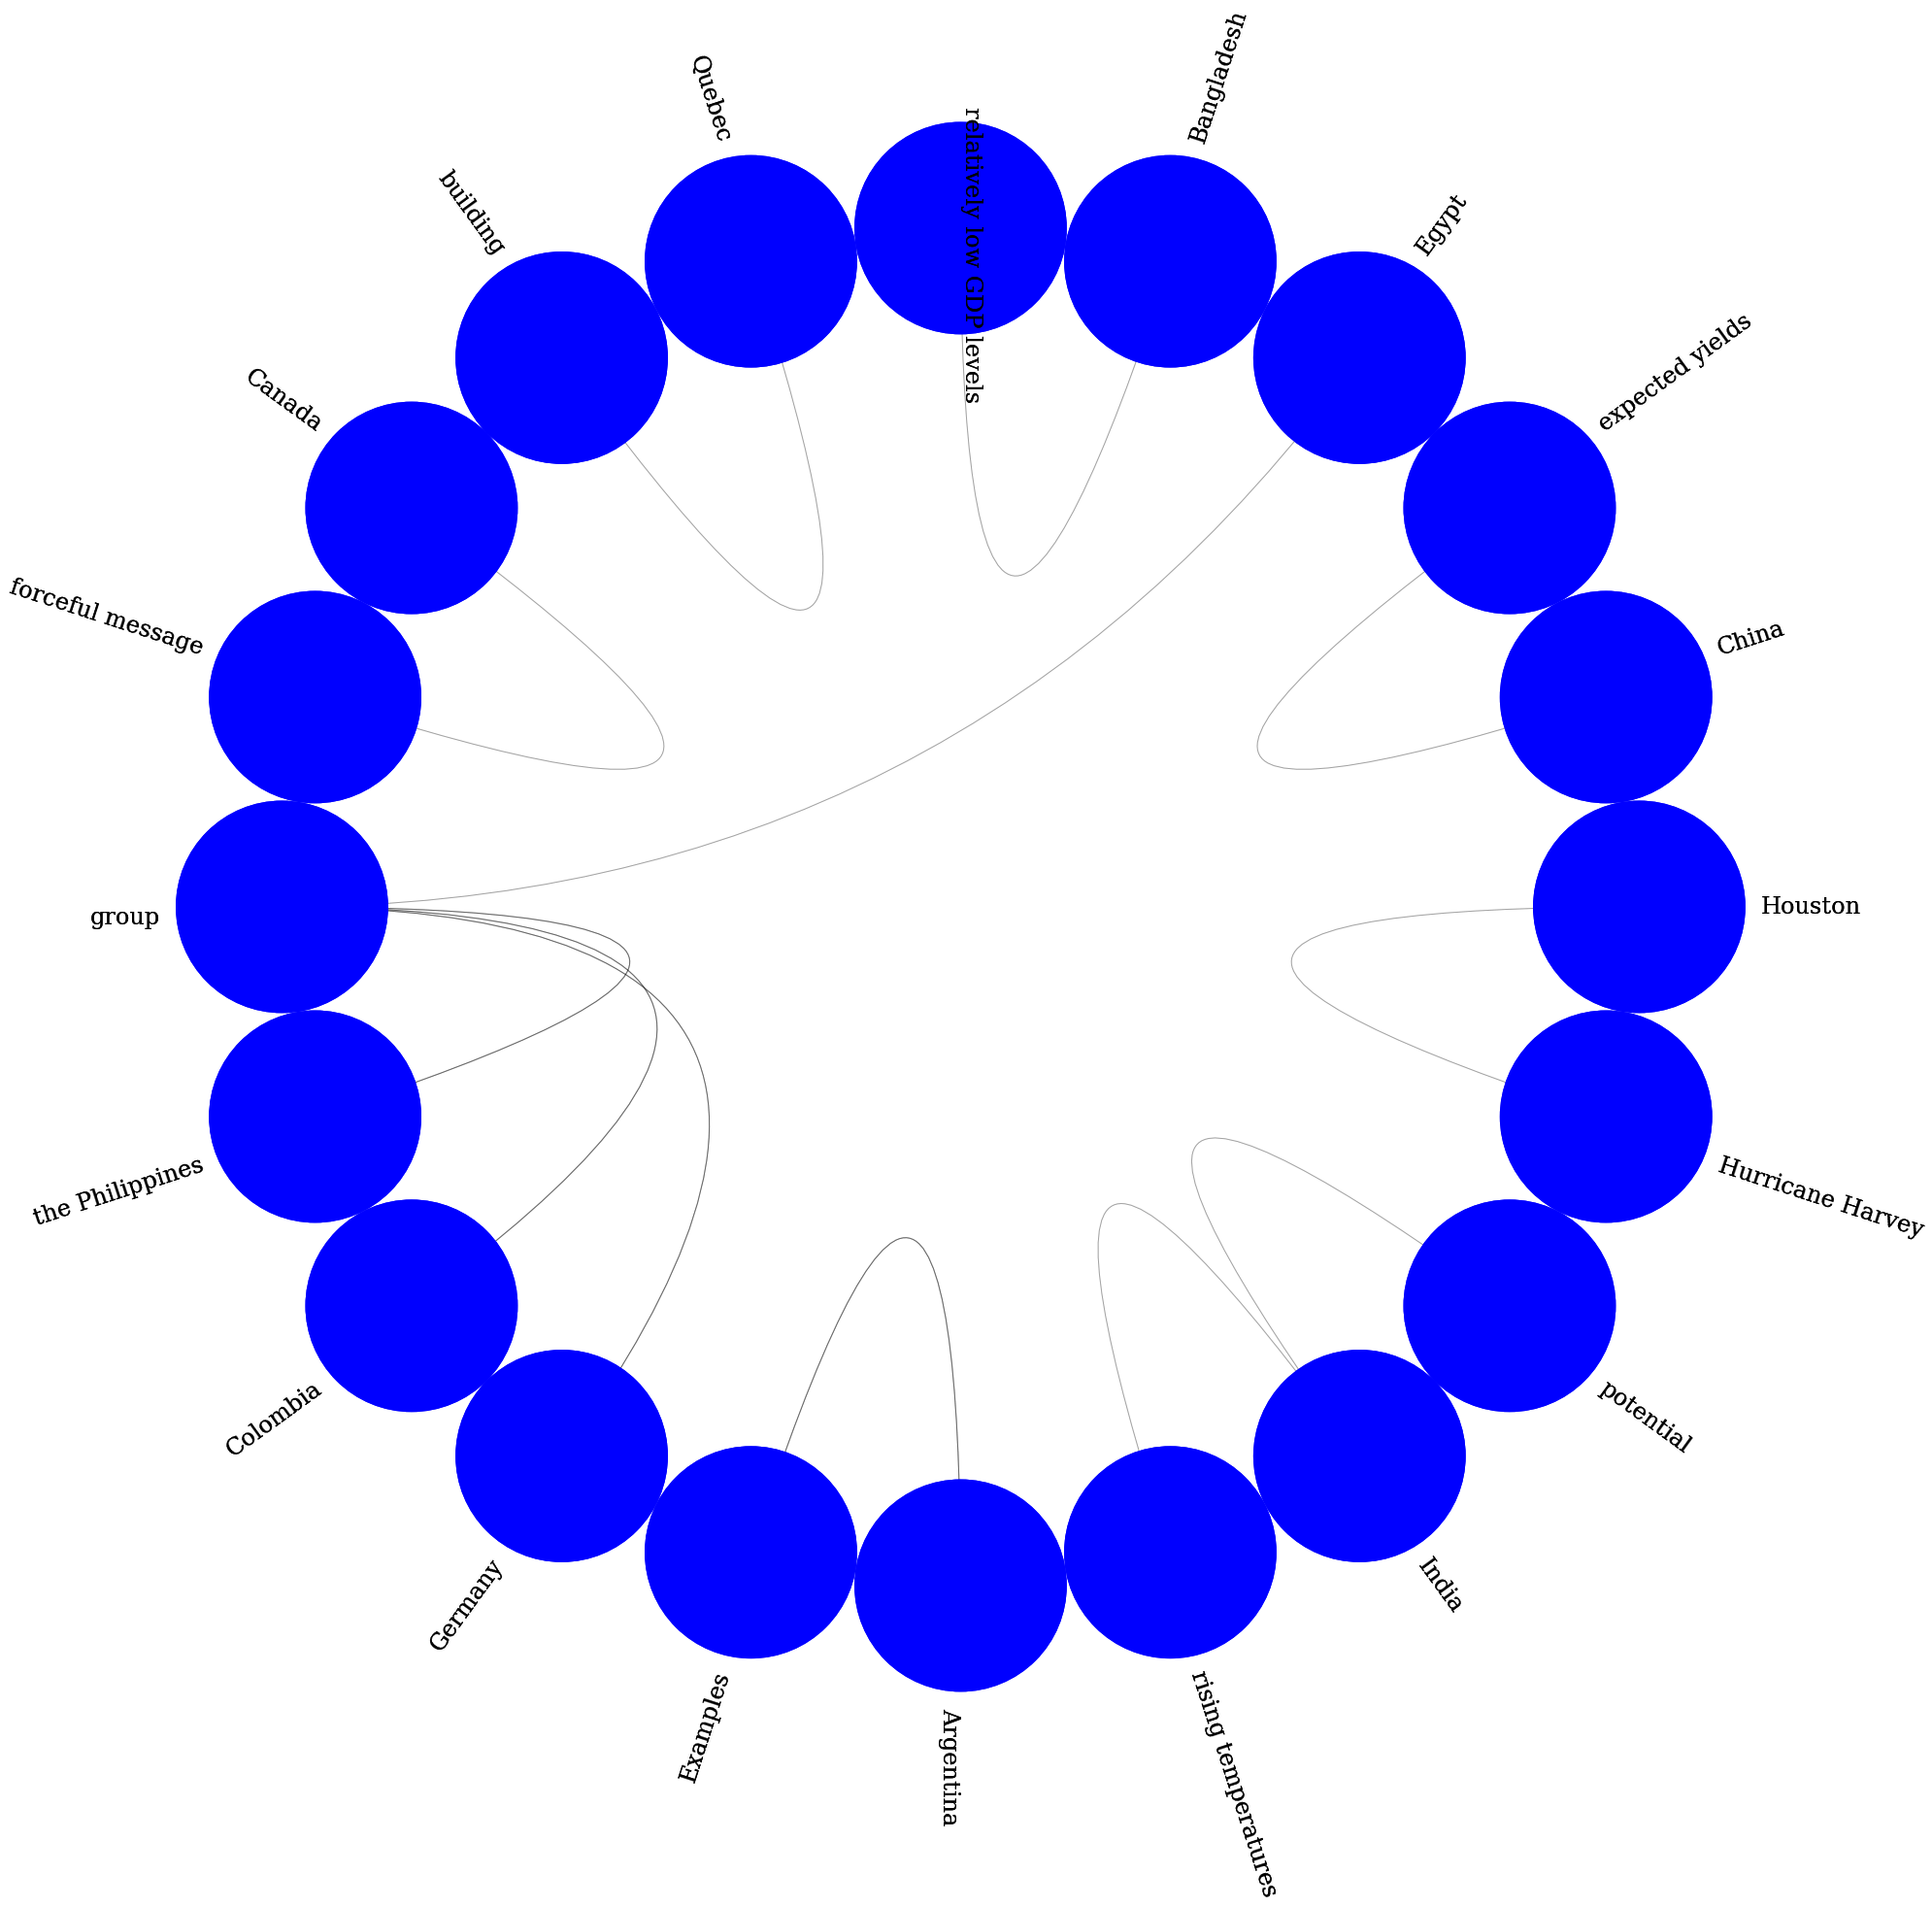 Bangladesh
Quebec
relatively low GDP levels
building
Egypt
expected yields
Canada
forceful message
China
Houston
group
the Philippines
Hurricane Harvey
Colombia
potential
Germany
India
Examples
Argentina
rising temperatures